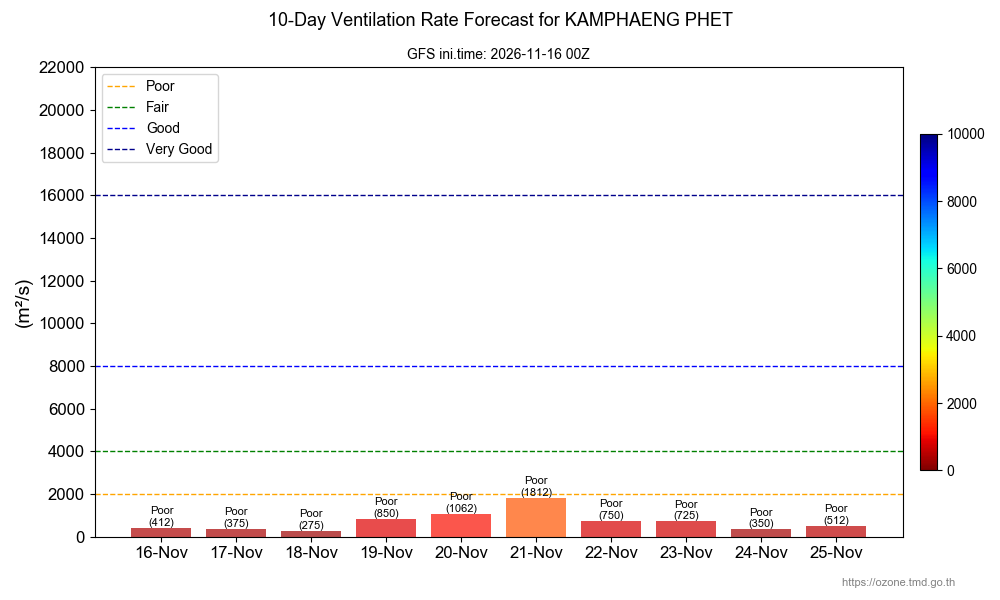 10-Day Ventilation Rate Forecast for KAMPHAENG PHET
GFS ini.time: 2026-11-16 00Z
22000
20000
18000
16000
14000
12000
10000
8000
6000
4000
2000
0
(m²/s)
Poor
Fair
Good
Very Good
Poor
(412)
Poor
(375)
Poor
(275)
Poor
(850)
Poor
(1062)
Poor
(1812)
Poor
(750)
Poor
(725)
Poor
(350)
Poor
(512)
16-Nov 17-Nov 18-Nov 19-Nov 20-Nov 21-Nov 22-Nov 23-Nov 24-Nov 25-Nov
10000
8000
6000
4000
2000
0
https://ozone.tmd.go.th